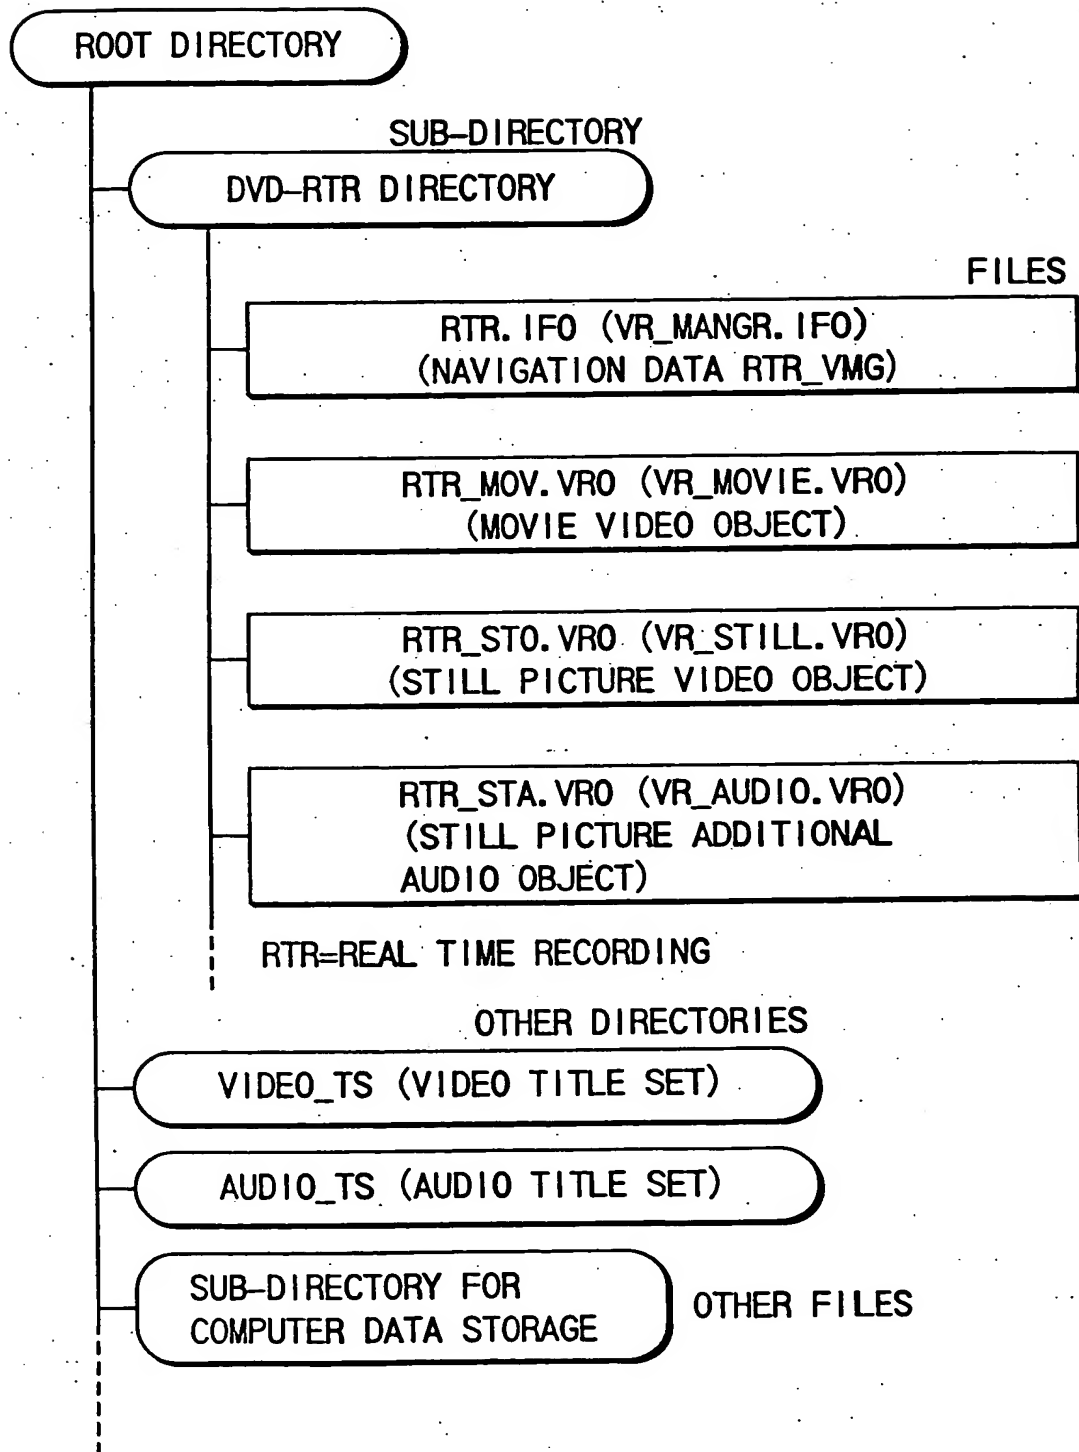 ROOT DIRECTORY
SUB-DIRECTORY
DVD-RTR DIRECTORY
FILES
RTR.IFO (VR_MANGR.IFO)
(NAVIGATION DATA RTR_VMG)
RTR_MOV.VRO (VR_MOVIE.VRO)
(MOVIE VIDEO OBJECT)
RTR_STO.VRO (VR_STILL.VRO)
(STILL PICTURE VIDEO OBJECT)
RTR_STA.VRO (VR_AUDIO.VRO)
(STILL PICTURE ADDITIONAL
AUDIO OBJECT)
RTR=REAL TIME RECORDING
OTHER DIRECTORIES
VIDEO_TS (VIDEO TITLE SET)
AUDIO_TS (AUDIO TITLE SET)
SUB-DIRECTORY FOR
COMPUTER DATA STORAGE
OTHER FILES